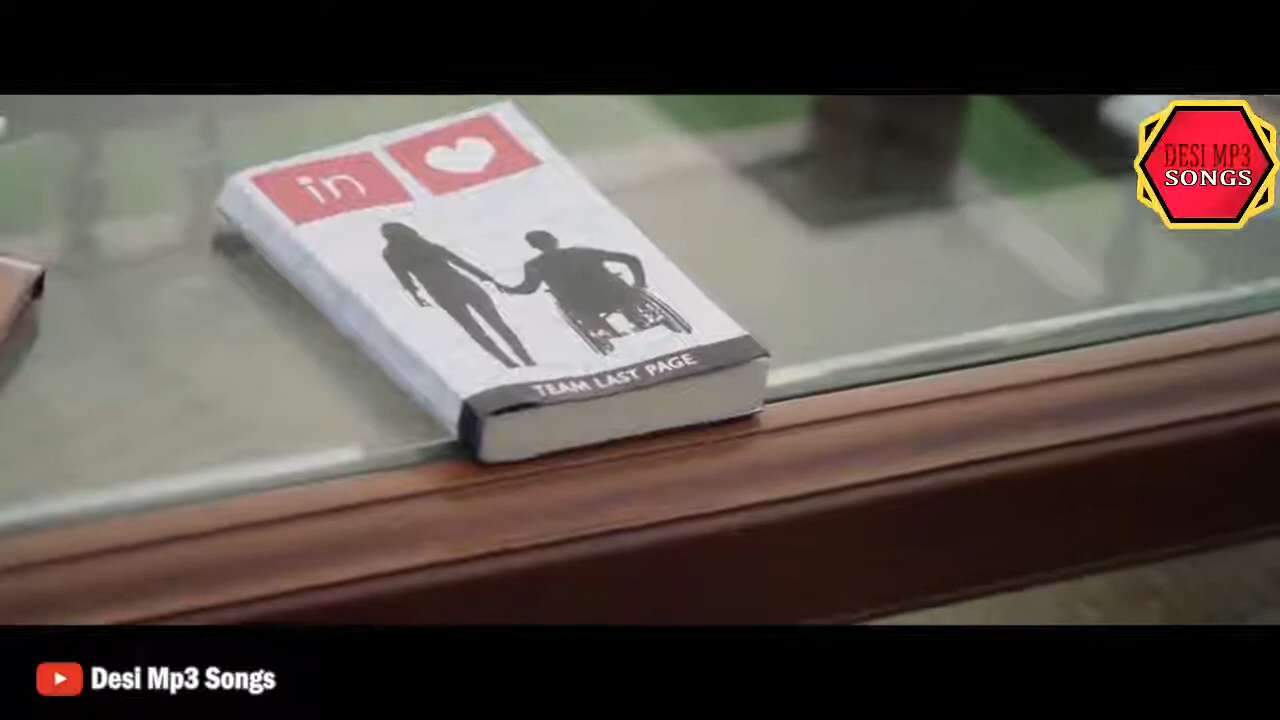 DESI MP3
SONGS
in
TEAM LAST PAGE
Desi Mp3 Songs